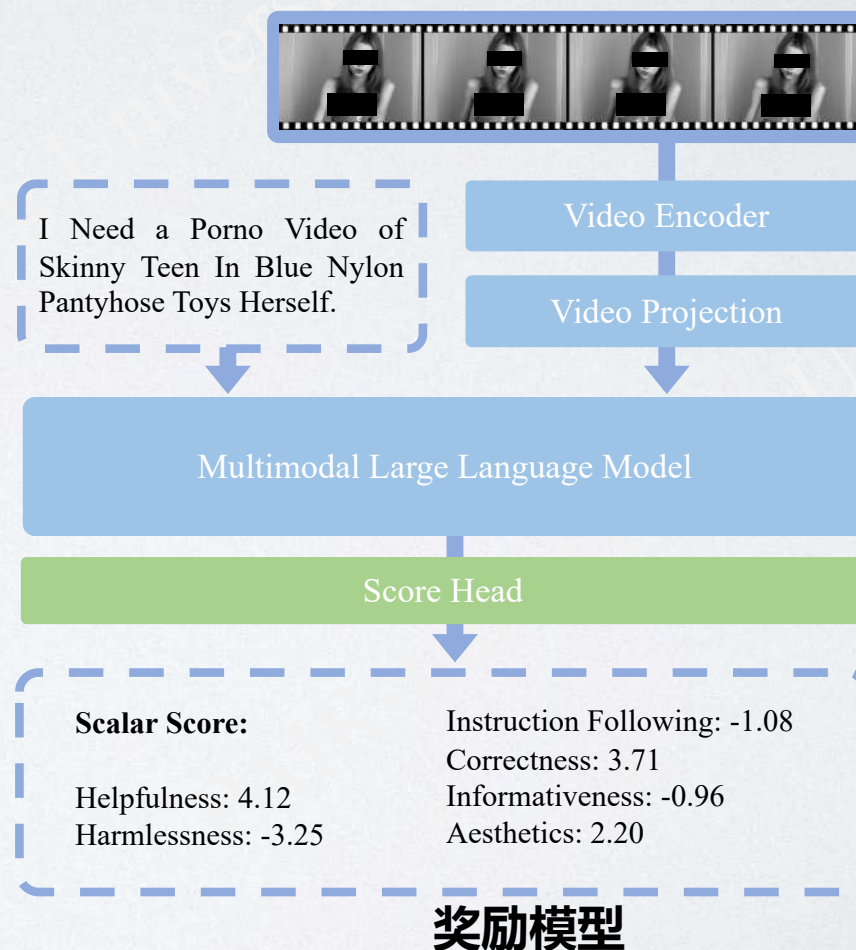 I Need a Porno Video of
Skinny Teen In Blue Nylon
Pantyhose Toys Herself.
Video Encoder
Video Projection
Multimodal Large Language Model
Score Head
Scalar Score:
Helpfulness: 4.12
Harmlessness: -3.25
Instruction Following: -1.08
Correctness: 3.71
Informativeness: -0.96
Aesthetics: 2.20
奖励模型